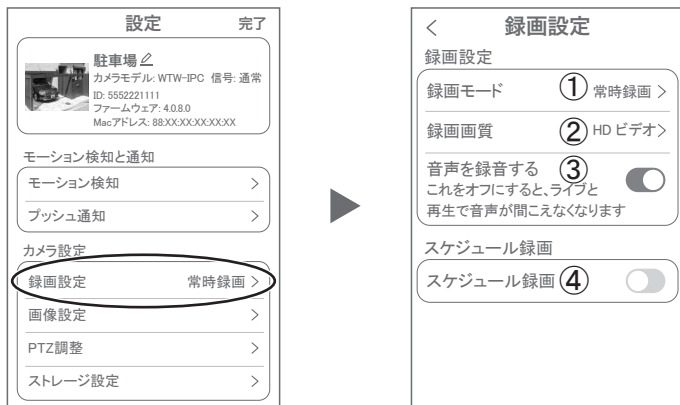 設定
完了
駐車場
カメラモデル: WTW-IPC 信号: 通常
ID: 5552221111
ファームウェア: 4.0.8.0
Macアドレス: 88:XX:XX:XX:XX:XX
モーション検知と通知
モーション検知 >
プッシュ通知 >
カメラ設定
録画設定 常時録画 >
画像設定 >
PTZ調整 >
ストレージ設定 >
< 録画設定
録画設定
録画モード ① 常時録画 >
録画画質 ② HD ビデオ>
音声を録音する ③
これをオフにすると、ライブと
再生で音声が聞こえなくなります
スケジュール録画
スケジュール録画 ④